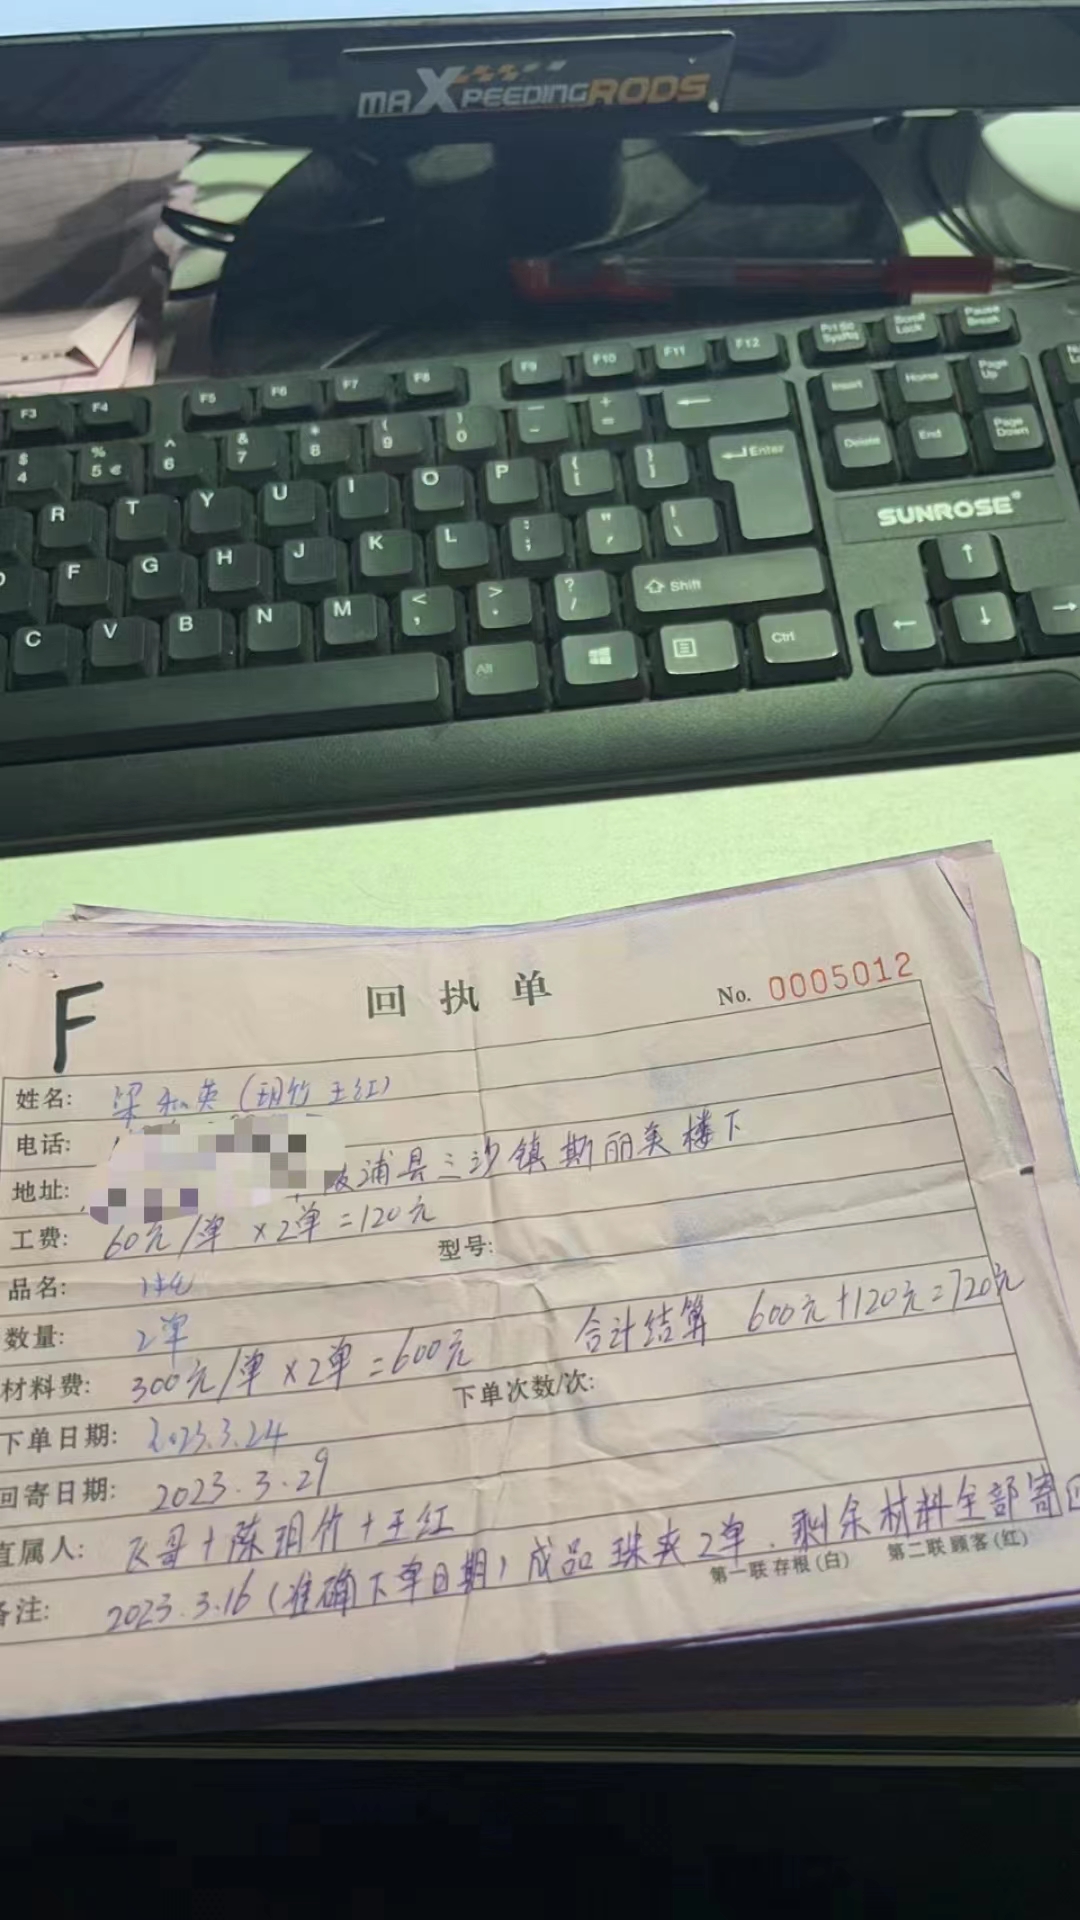 MAXPEEDINGRODS
F3 F4 F5 F6 F7 F8 F9 F10 F11 F12 Prt Sc SysRq Scroll Lock Pause Break
$ 4 % 5 € ^ 6 & 7 * 8 ( 9 ) 0 — - + = ← Insert Home Page Up
R T Y U I O P { [ } ] Enter Delete End Page Down
F G H J K L : ; " ' | \ SUNROSE
C V B N M < , > . ? / Shift ↑
Alt Ctrl ← ↓ →
F
回执单 No. 0005012
姓名: 梁私英(玥竹 王红)
电话:
地址: 浦县三沙镇斯丽美楼下
工费: 60元/单 ×2单=120元
型号:
品名:
数量: 2单
合计结算 600元+120元=720元
材料费: 300元/单×2单=600元
下单次数/次:
下单日期: 2023.3.24
回寄日期: 2023.3.29
直属人: 飞哥+陈玥竹+王红
备注: 2023.3.16(准确下单日期)成品珠夹2单.剩余材料全部寄回
第一联 存根(白) 第二联 顾客(红)